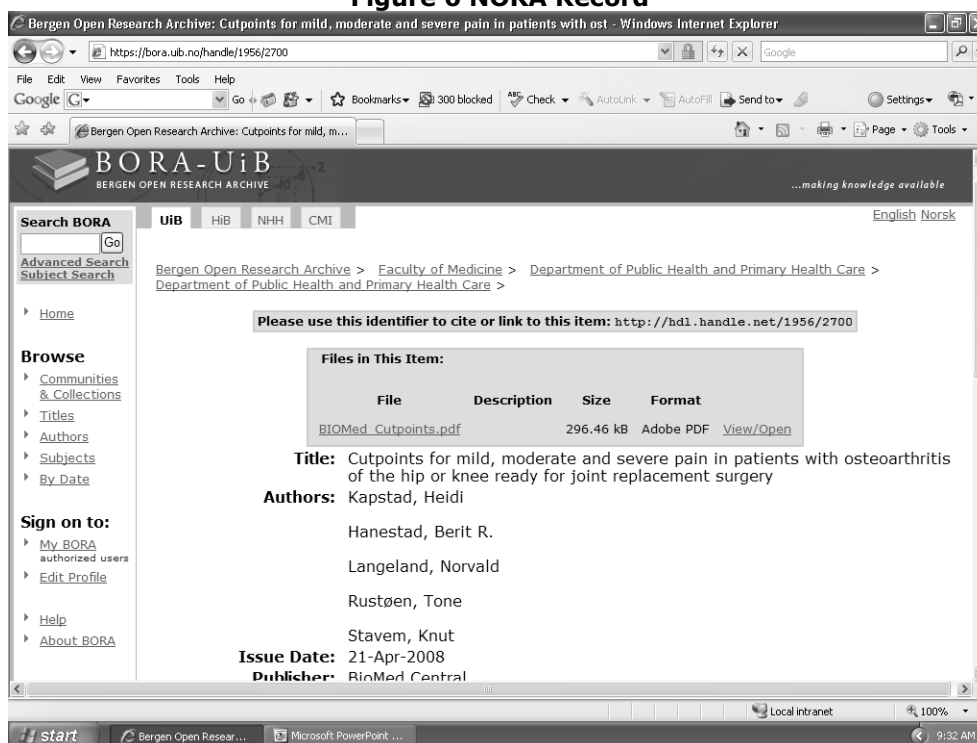 Figure 6 NORA Record
Bergen Open Research Archive: Cutpoints for mild, moderate and severe pain in patients with ost - Windows Internet Explorer
https://bora.uib.no/handle/1956/2700
Google
File Edit View Favorites Tools Help
Google G Go Bookmarks 300 blocked Check AutoLink AutoFill Send to Settings
Bergen Open Research Archive: Cutpoints for mild, m...
Page Tools
BORA-UiB
BERGEN OPEN RESEARCH ARCHIVE
...making knowledge available
Search BORA
Go
Advanced Search
Subject Search
Home
Browse
Communities
& Collections
Titles
Authors
Subjects
By Date
Sign on to:
My BORA
authorized users
Edit Profile
Help
About BORA
UiB HiB NHH CMI
English Norsk
Bergen Open Research Archive > Faculty of Medicine > Department of Public Health and Primary Health Care >
Department of Public Health and Primary Health Care >
Please use this identifier to cite or link to this item: http://hdl.handle.net/1956/2700
Files in This Item:
File Description Size Format
BIOMed_Cutpoints.pdf 296.46 kB Adobe PDF View/Open
Title: Cutpoints for mild, moderate and severe pain in patients with osteoarthritis
of the hip or knee ready for joint replacement surgery
Authors: Kapstad, Heidi
Hanestad, Berit R.
Langeland, Norvald
Rustøen, Tone
Stavem, Knut
Issue Date: 21-Apr-2008
Publisher: BioMed Central
Local intranet 100%
start Bergen Open Resear... Microsoft PowerPoint ... 9:32 AM